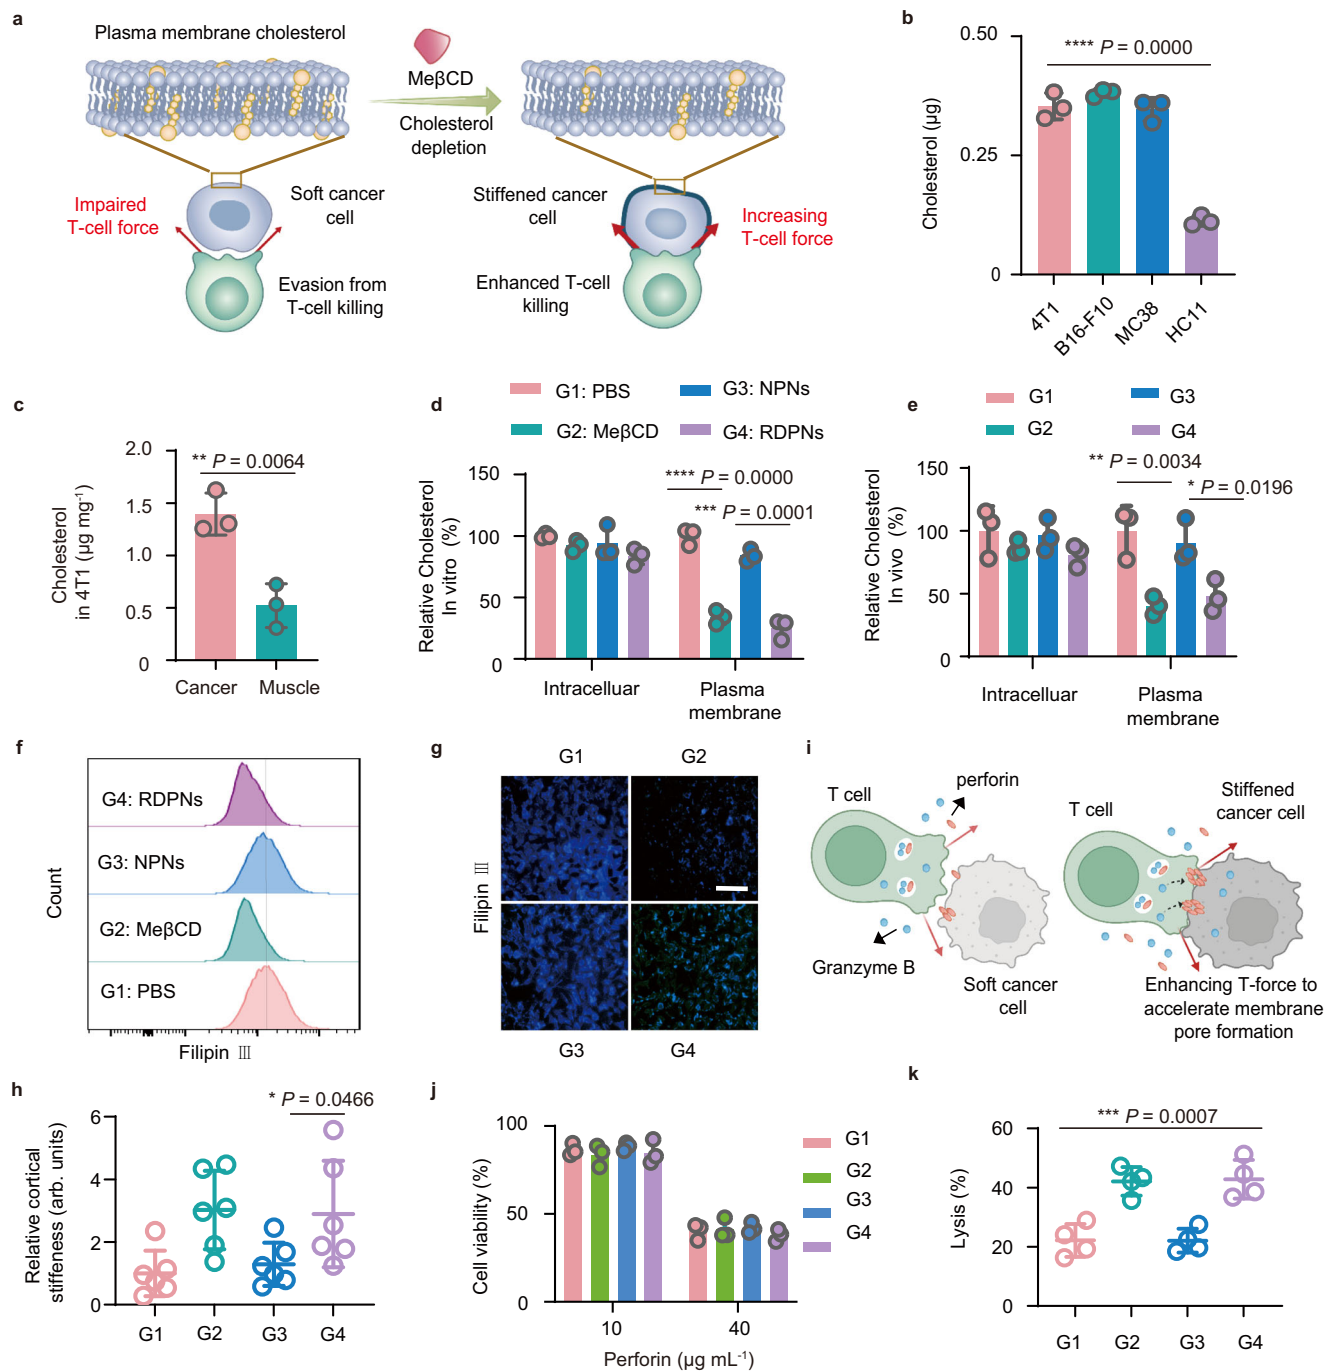 a
Plasma membrane cholesterol
MeβCD
Cholesterol
depletion
Impaired
T-cell force
Soft cancer
cell
Evasion from
T-cell killing
Stiffened cancer
cell
Increasing
T-cell force
Enhanced T-cell
killing
b
**** P = 0.0000
0.50
0.25
0
Cholesterol (µg)
4T1
B16-F10
MC38
HC11
c
2.0
1.5
1.0
0.5
0
Cholesterol
in 4T1 (µg mg-1)
** P = 0.0064
Cancer
Muscle
d
G1: PBS
G3: NPNs
G2: MeβCD
G4: RDPNs
150
100
50
0
Relative Cholesterol
In vitro (%)
**** P = 0.0000
*** P = 0.0001
Intracelluar
Plasma
membrane
e
G1
G3
G2
G4
150
100
50
0
Relative Cholesterol
In vivo (%)
** P = 0.0034
* P = 0.0196
Intracelluar
Plasma
membrane
f
G4: RDPNs
G3: NPNs
G2: MeβCD
G1: PBS
Count
Filipin Ⅲ
g
G1
G2
Filipin Ⅲ
G3
G4
i
T cell
perforin
Granzyme B
Soft cancer
cell
T cell
Stiffened
cancer cell
Enhancing T-force to
accelerate membrane
pore formation
h
* P = 0.0466
6
4
2
0
Relative cortical
stiffeness (arb. units)
G1
G2
G3
G4
j
100
50
0
Cell viability (%)
10
40
Perforin (µg mL-1)
G1
G2
G3
G4
k
*** P = 0.0007
60
40
20
0
Lysis (%)
G1
G2
G3
G4